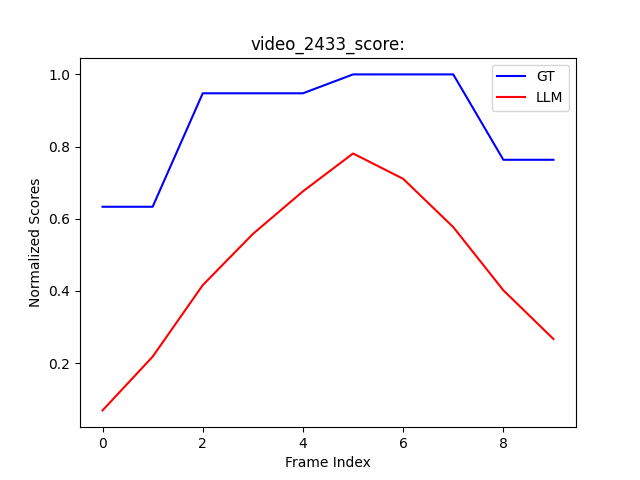 video_2433_score:
GT
LLM
Normalized Scores
1.0
0.8
0.6
0.4
0.2
0 2 4 6 8
Frame Index